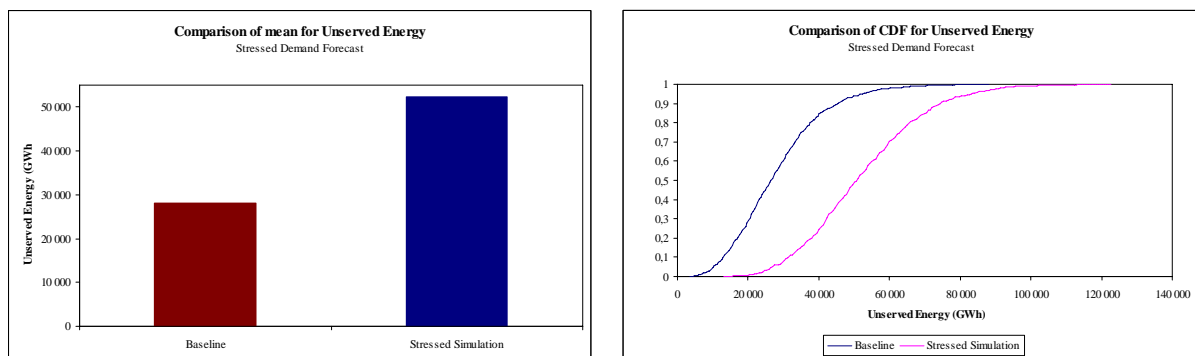 Comparison of mean for Unserved Energy
Stressed Demand Forecast
Unserved Energy (GWh
50 000
40 000
30 000
20 000
10 000
0
Baseline
Stressed Simulation
Comparison of CDF for Unserved Energy
Stressed Demand Forecast
1
0,9
0,8
0,7
0,6
0,5
0,4
0,3
0,2
0,1
0
0
20 000
40 000
60 000
80 000
100 000
120 000
140 000
Unserved Energy (GWh)
Baseline
Stressed Simulation